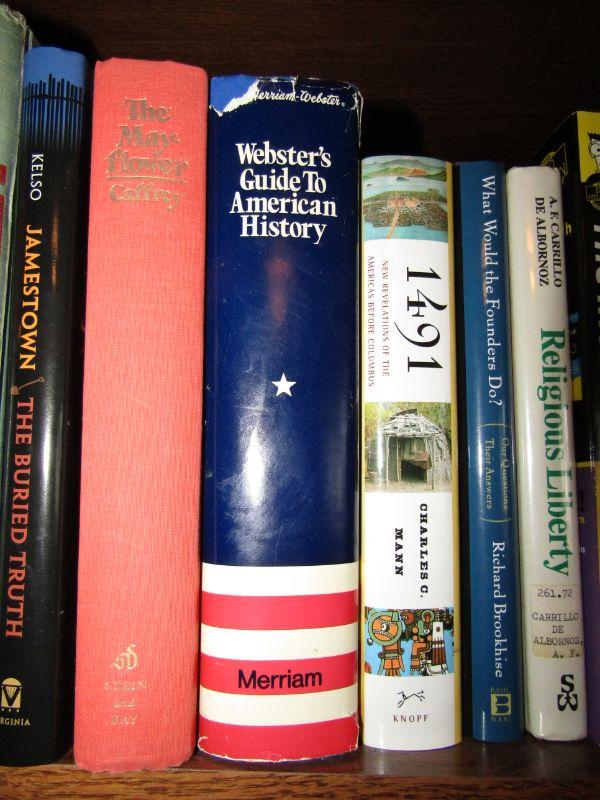 KELSO
JAMESTOWN
THE BURIED TRUTH
VIRGINIA
The
May-
flower
Caffrey
STEIN
and
DAY
Merriam-Webster®
Webster's
Guide To
American
History
Merriam
1491
NEW REVELATIONS OF THE
AMERICAS BEFORE COLUMBUS
CHARLES C.
MANN
KNOPF
What Would the Founders Do?
Our Questions
Their Answers
Richard Brookhiser
BASIC
BOOKS
A. F. CARRILLO
DE ALBORNOZ
Religious Liberty
261.72
CARRILLO
DE
ALBORNOZ,
A. F.